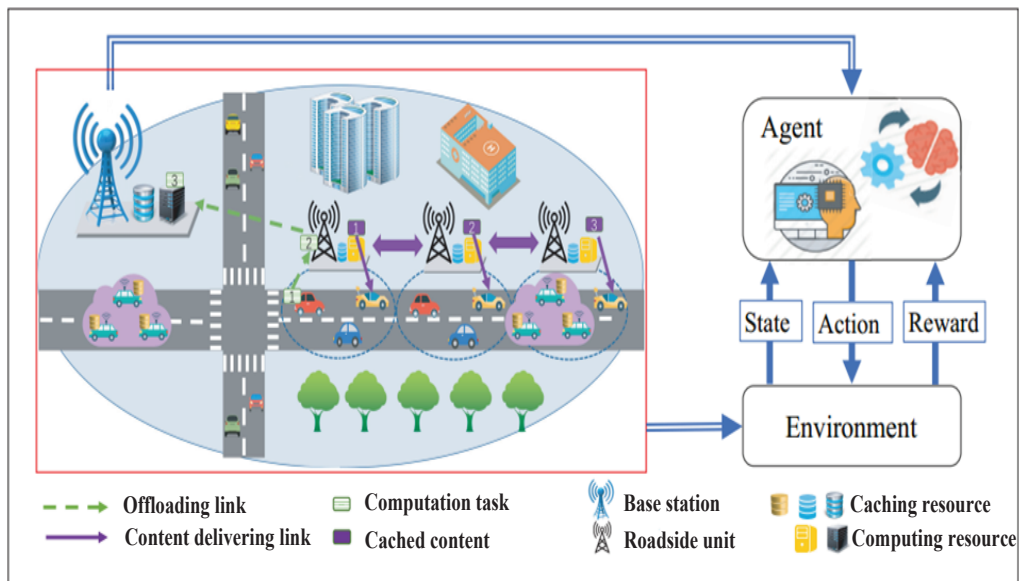 Agent
3
2
1
2
3
1
State
Action
Reward
Environment
Offloading link
Computation task
Base station
Caching resource
Content delivering link
Cached content
Roadside unit
Computing resource